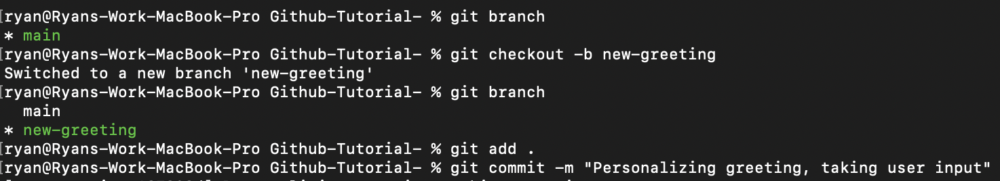 [ryan@Ryans-Work-MacBook-Pro Github-Tutorial- % git branch
* main
[ryan@Ryans-Work-MacBook-Pro Github-Tutorial- % git checkout -b new-greeting
Switched to a new branch 'new-greeting'
[ryan@Ryans-Work-MacBook-Pro Github-Tutorial- % git branch
main
* new-greeting
[ryan@Ryans-Work-MacBook-Pro Github-Tutorial- % git add .
[ryan@Ryans-Work-MacBook-Pro Github-Tutorial- % git commit -m "Personalizing greeting, taking user input"